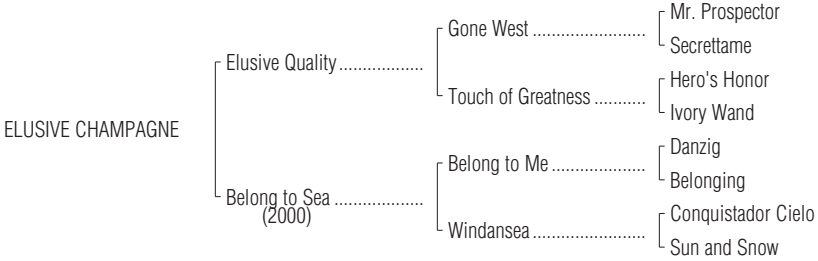 Mr. Prospector
Gone West ........................
Secrettame
Elusive Quality ..................
Hero's Honor
Touch of Greatness ...........
Ivory Wand
ELUSIVE CHAMPAGNE
Danzig
Belong to Me ....................
Belonging
Belong to Sea ...................
(2000)
Conquistador Cielo
Windansea ........................
Sun and Snow